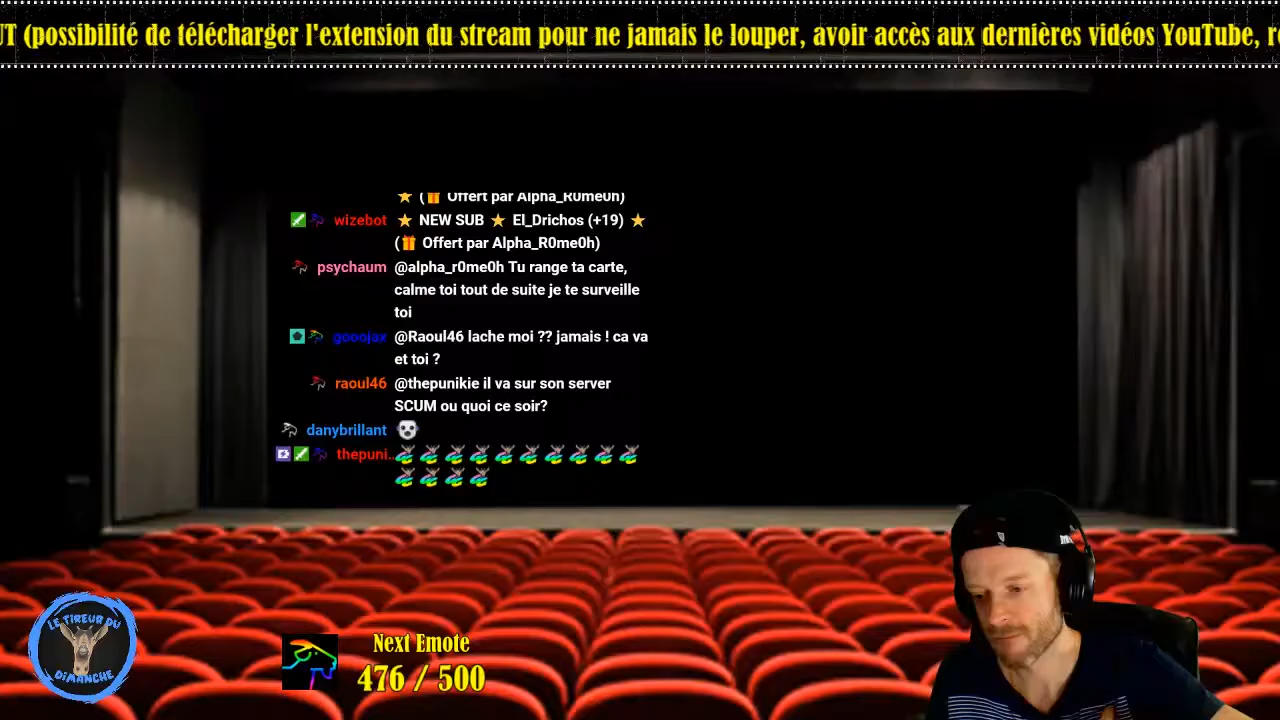 UT (possibilité de télécharger l'extension du stream pour ne jamais le louper, avoir accès aux dernières vidéos YouTube, r
⭐ (🎁 Offert par Alpha_R0me0h)
wizebot ⭐ NEW SUB ⭐ El_Drichos (+19) ⭐
(🎁 Offert par Alpha_R0me0h)
psychaum @alpha_r0me0h Tu range ta carte,
calme toi tout de suite je te surveille
toi
gooojax @Raoul46 lache moi ?? jamais ! ca va
et toi ?
raoul46 @thepunikie il va sur son server
SCUM ou quoi ce soir?
danybrillant
thepuni..
LE TIREUR DU
DIMANCHE
Next Emote
476 / 500